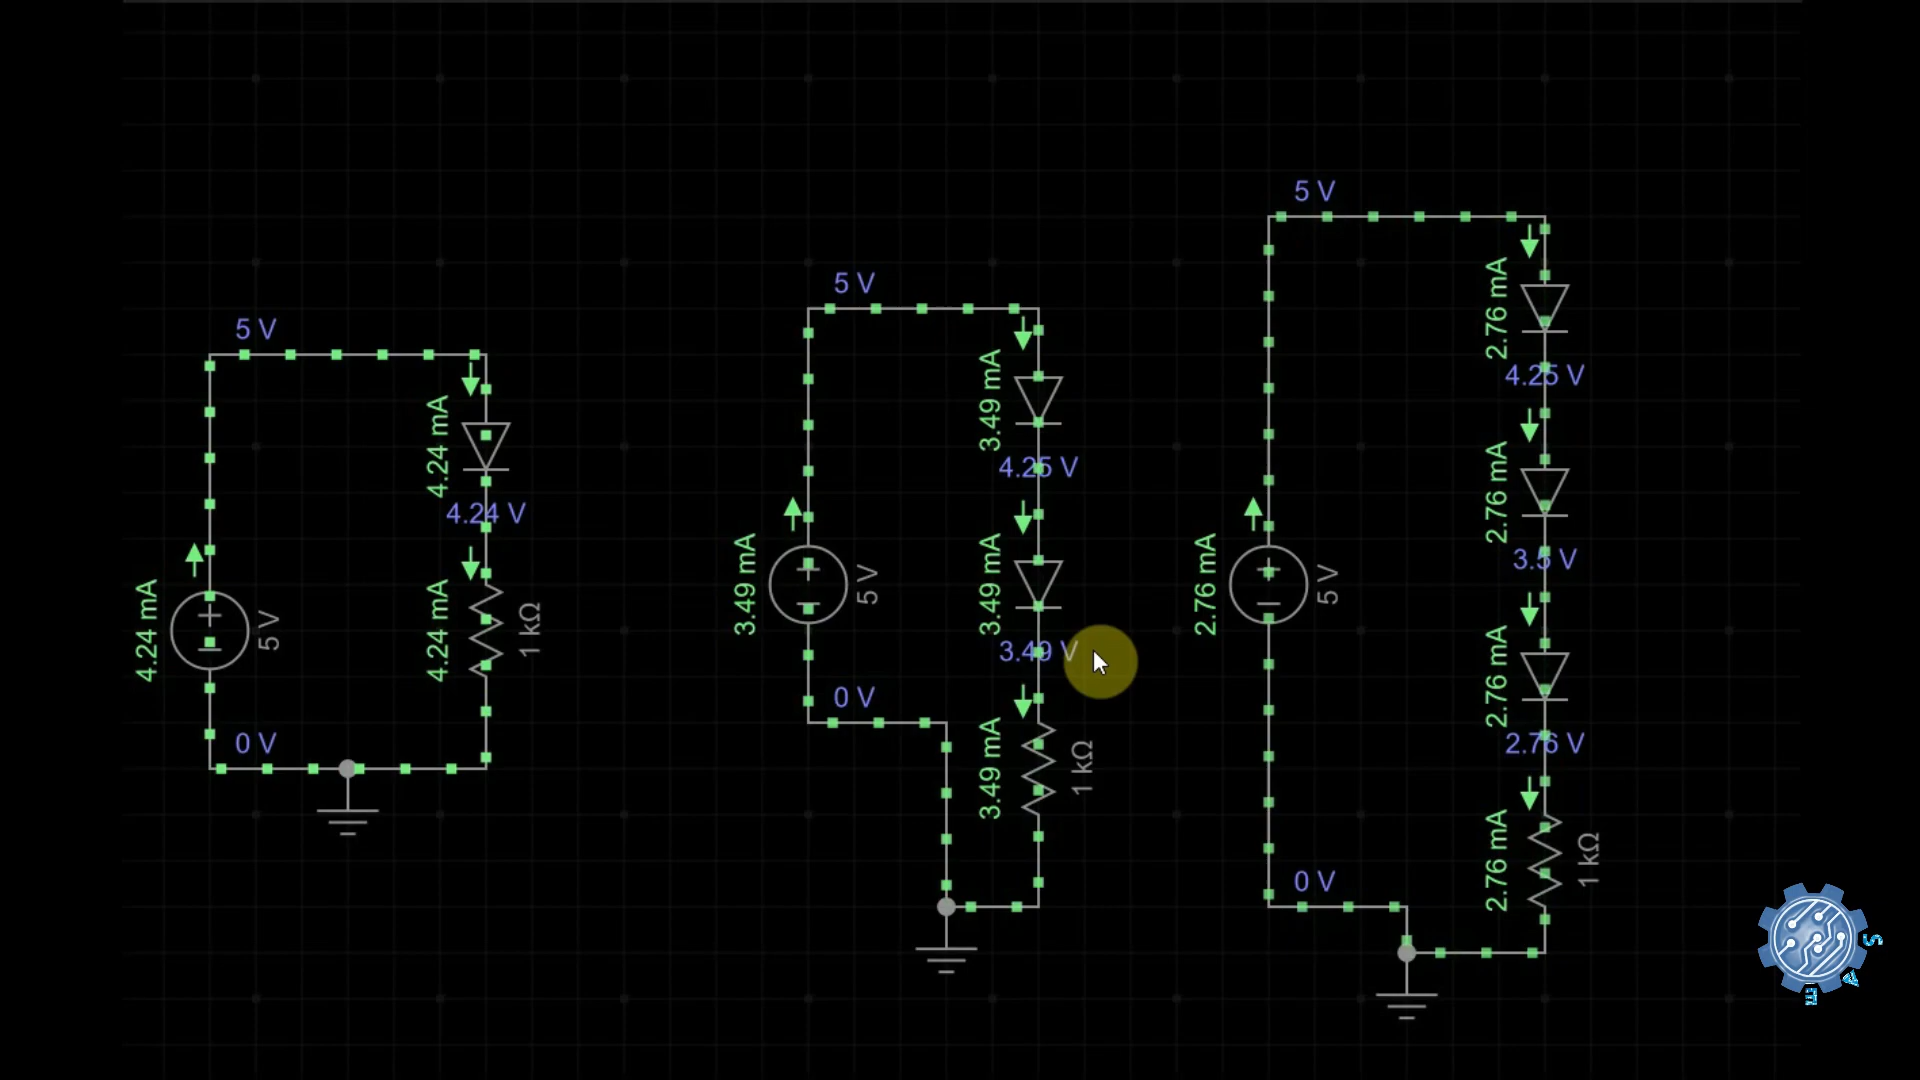 5 V
4.24 mA
4.24 V
4.24 mA
1 kΩ
4.24 mA
5 V
0 V
5 V
3.49 mA
4.25 V
3.49 mA
3.49 mA
5 V
3.49 V
0 V
3.49 mA
1 kΩ
5 V
2.76 mA
4.25 V
2.76 mA
3.5 V
2.76 mA
5 V
2.76 mA
2.76 V
0 V
2.76 mA
1 kΩ
E A S